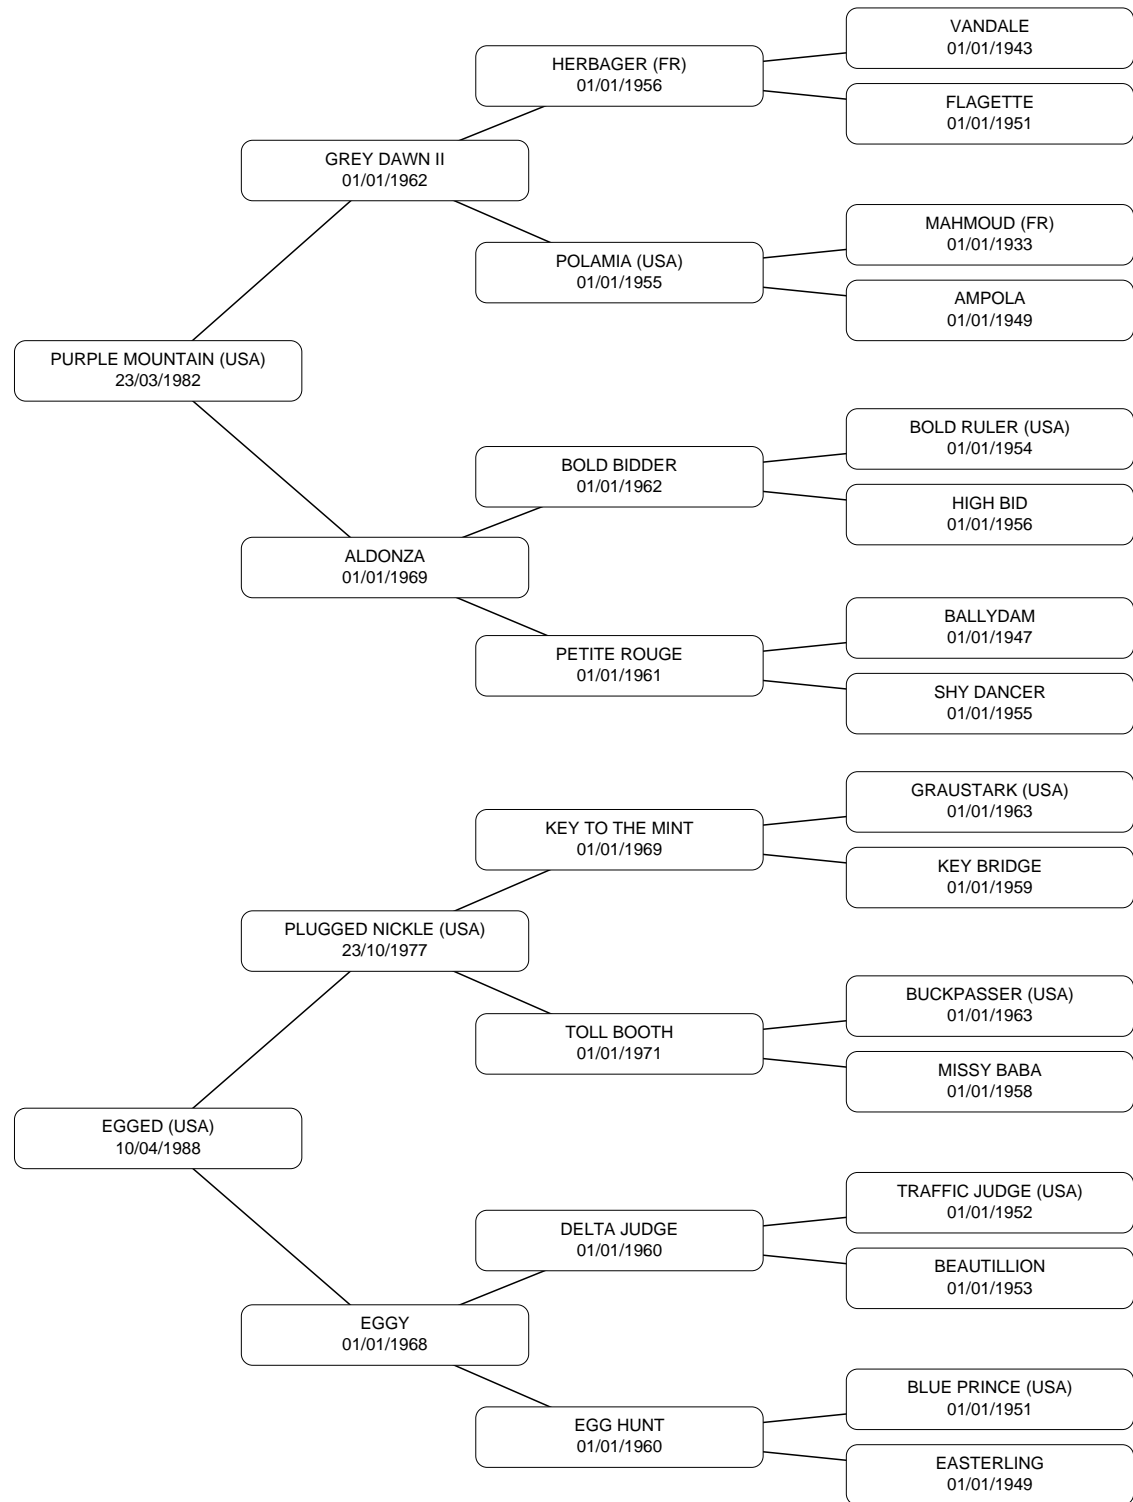 VANDALE
01/01/1943
HERBAGER (FR)
01/01/1956
FLAGETTE
01/01/1951
GREY DAWN II
01/01/1962
MAHMOUD (FR)
01/01/1933
POLAMIA (USA)
01/01/1955
AMPOLA
01/01/1949
PURPLE MOUNTAIN (USA)
23/03/1982
BOLD RULER (USA)
01/01/1954
BOLD BIDDER
01/01/1962
HIGH BID
01/01/1956
ALDONZA
01/01/1969
BALLYDAM
01/01/1947
PETITE ROUGE
01/01/1961
SHY DANCER
01/01/1955
GRAUSTARK (USA)
01/01/1963
KEY TO THE MINT
01/01/1969
KEY BRIDGE
01/01/1959
PLUGGED NICKLE (USA)
23/10/1977
BUCKPASSER (USA)
01/01/1963
TOLL BOOTH
01/01/1971
MISSY BABA
01/01/1958
EGGED (USA)
10/04/1988
TRAFFIC JUDGE (USA)
01/01/1952
DELTA JUDGE
01/01/1960
BEAUTILLION
01/01/1953
EGGY
01/01/1968
BLUE PRINCE (USA)
01/01/1951
EGG HUNT
01/01/1960
EASTERLING
01/01/1949